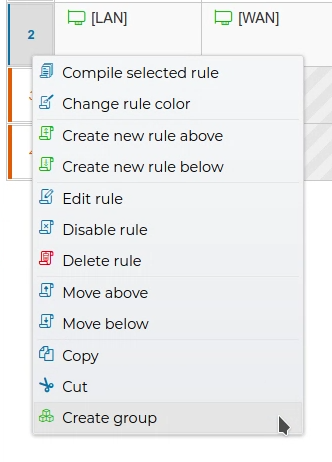 2 [LAN] [WAN]
Compile selected rule
Change rule color
Create new rule above
Create new rule below
Edit rule
Disable rule
Delete rule
Move above
Move below
Copy
Cut
Create group